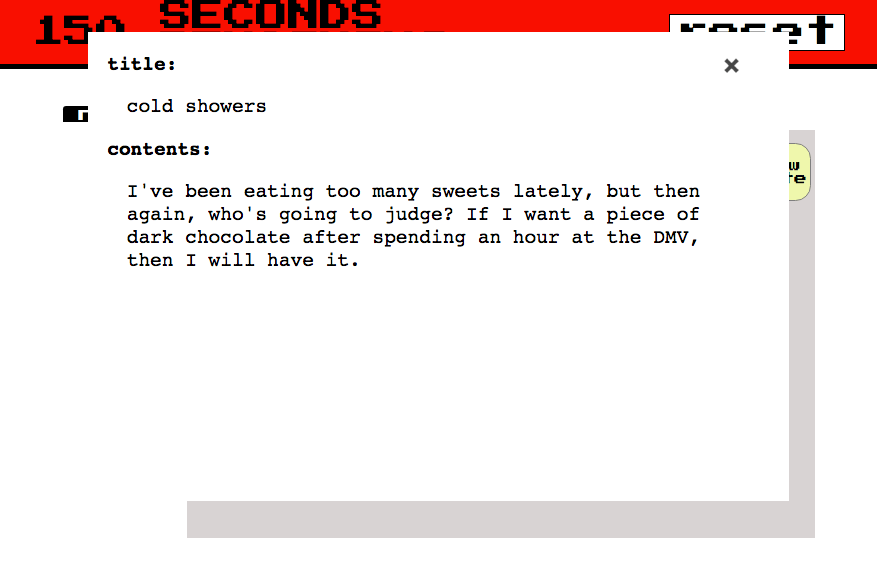 150 SECONDS
reset
title:
cold showers
contents:
I've been eating too many sweets lately, but then
again, who's going to judge? If I want a piece of
dark chocolate after spending an hour at the DMV,
then I will have it.